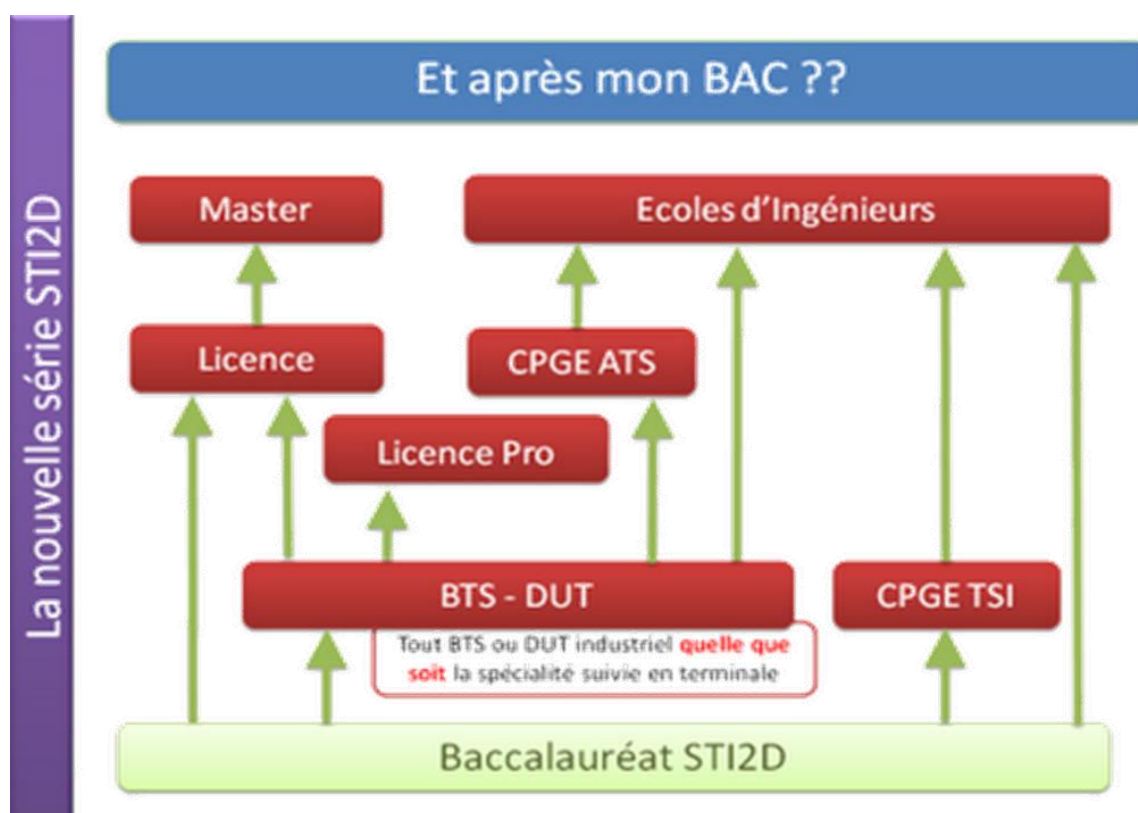 La nouvelle série STI2D
Et après mon BAC ??
Master
Ecoles d'Ingénieurs
Licence
CPGE ATS
Licence Pro
BTS - DUT
CPGE TSI
Tout BTS ou DUT industriel quelle que
soit la spécialité suivie en terminale
Baccalauréat STI2D